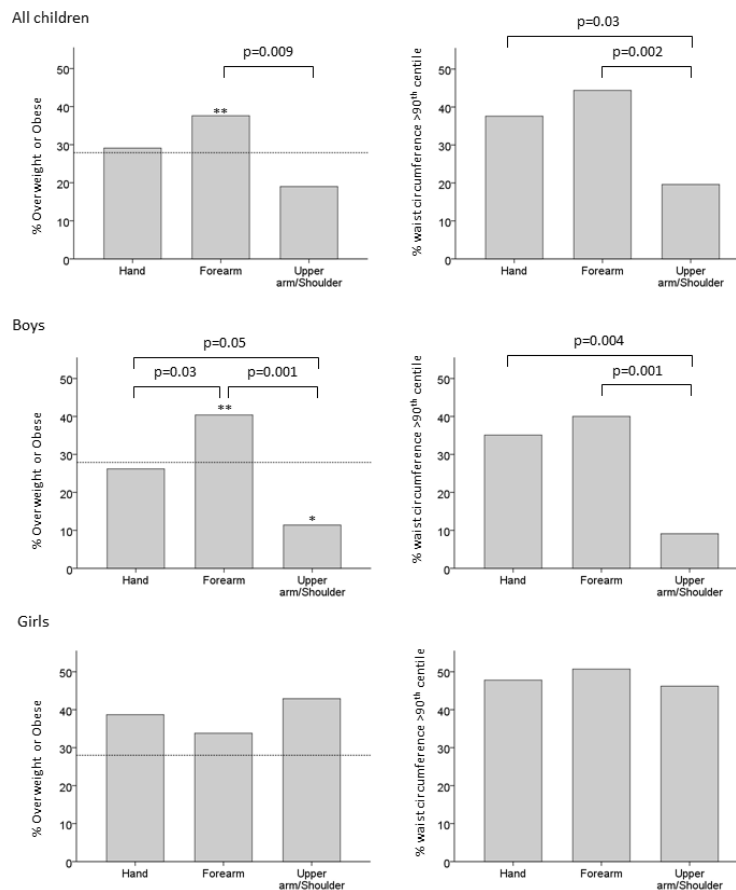 All children
p=0.009
% Overweight or Obese
50
40
30
20
10
0
**
Hand
Forearm
Upper
arm/Shoulder
p=0.03
p=0.002
% waist circumference >90th centile
50
40
30
20
10
0
Hand
Forearm
Upper
arm/Shoulder
Boys
p=0.05
p=0.03
p=0.001
% Overweight or Obese
50
40
30
20
10
0
**
*
Hand
Forearm
Upper
arm/Shoulder
p=0.004
p=0.001
% waist circumference >90th centile
50
40
30
20
10
0
Hand
Forearm
Upper
arm/Shoulder
Girls
% Overweight or Obese
50
40
30
20
10
0
Hand
Forearm
Upper
arm/Shoulder
% waist circumference >90th centile
50
40
30
20
10
0
Hand
Forearm
Upper
arm/Shoulder